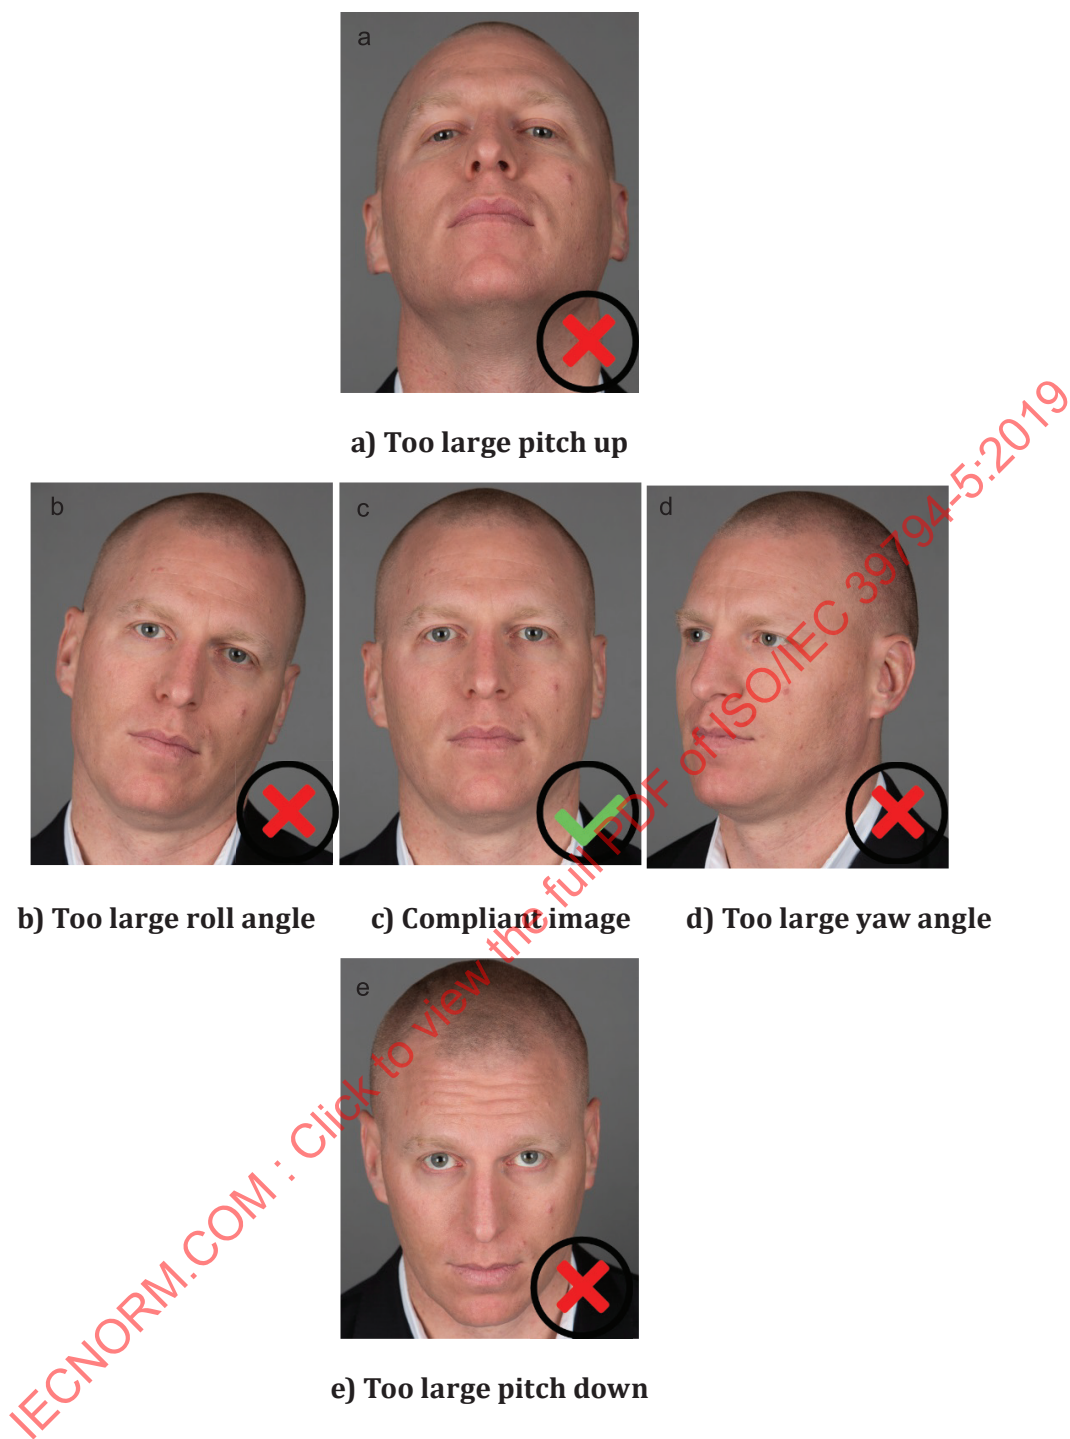 a
a) Too large pitch up
b
c
d
b) Too large roll angle
c) Compliant image
d) Too large yaw angle
e
e) Too large pitch down
IECNORM.COM : Click to view the full PDF of ISO/IEC 39794-5:2019